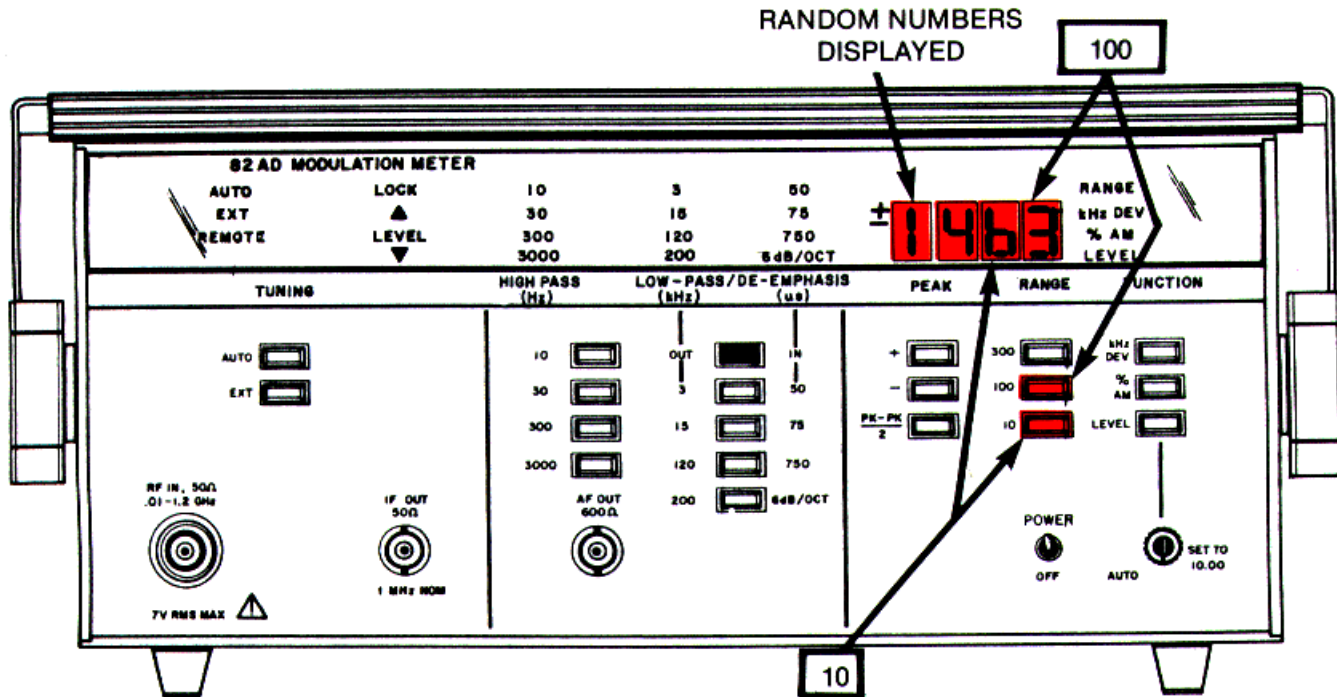 RANDOM NUMBERS
DISPLAYED
100
82AD MODULATION METER
AUTO LOCK 10 3 50 RANGE
EXT ▲ 30 15 75 ± 1463 kHz DEV
REMOTE LEVEL 300 120 750 % AM
▼ 3000 200 6dB/OCT LEVEL
TUNING HIGH PASS (Hz) LOW-PASS/DE-EMPHASIS (kHz) (us) PEAK RANGE UNCTION
AUTO
EXT
10
30
300
3000
OUT IN
3 50
15 75
120 750
200 6dB/OCT
+
-
PK-PK
2
300
100
10
kHz
DEV
%
AM
LEVEL
RF IN, 50Ω
.01-1.2 GHz
7V RMS MAX
IF OUT
50Ω
1 MHz NOM
AF OUT
600Ω
POWER
OFF
AUTO
SET TO
10.00
10